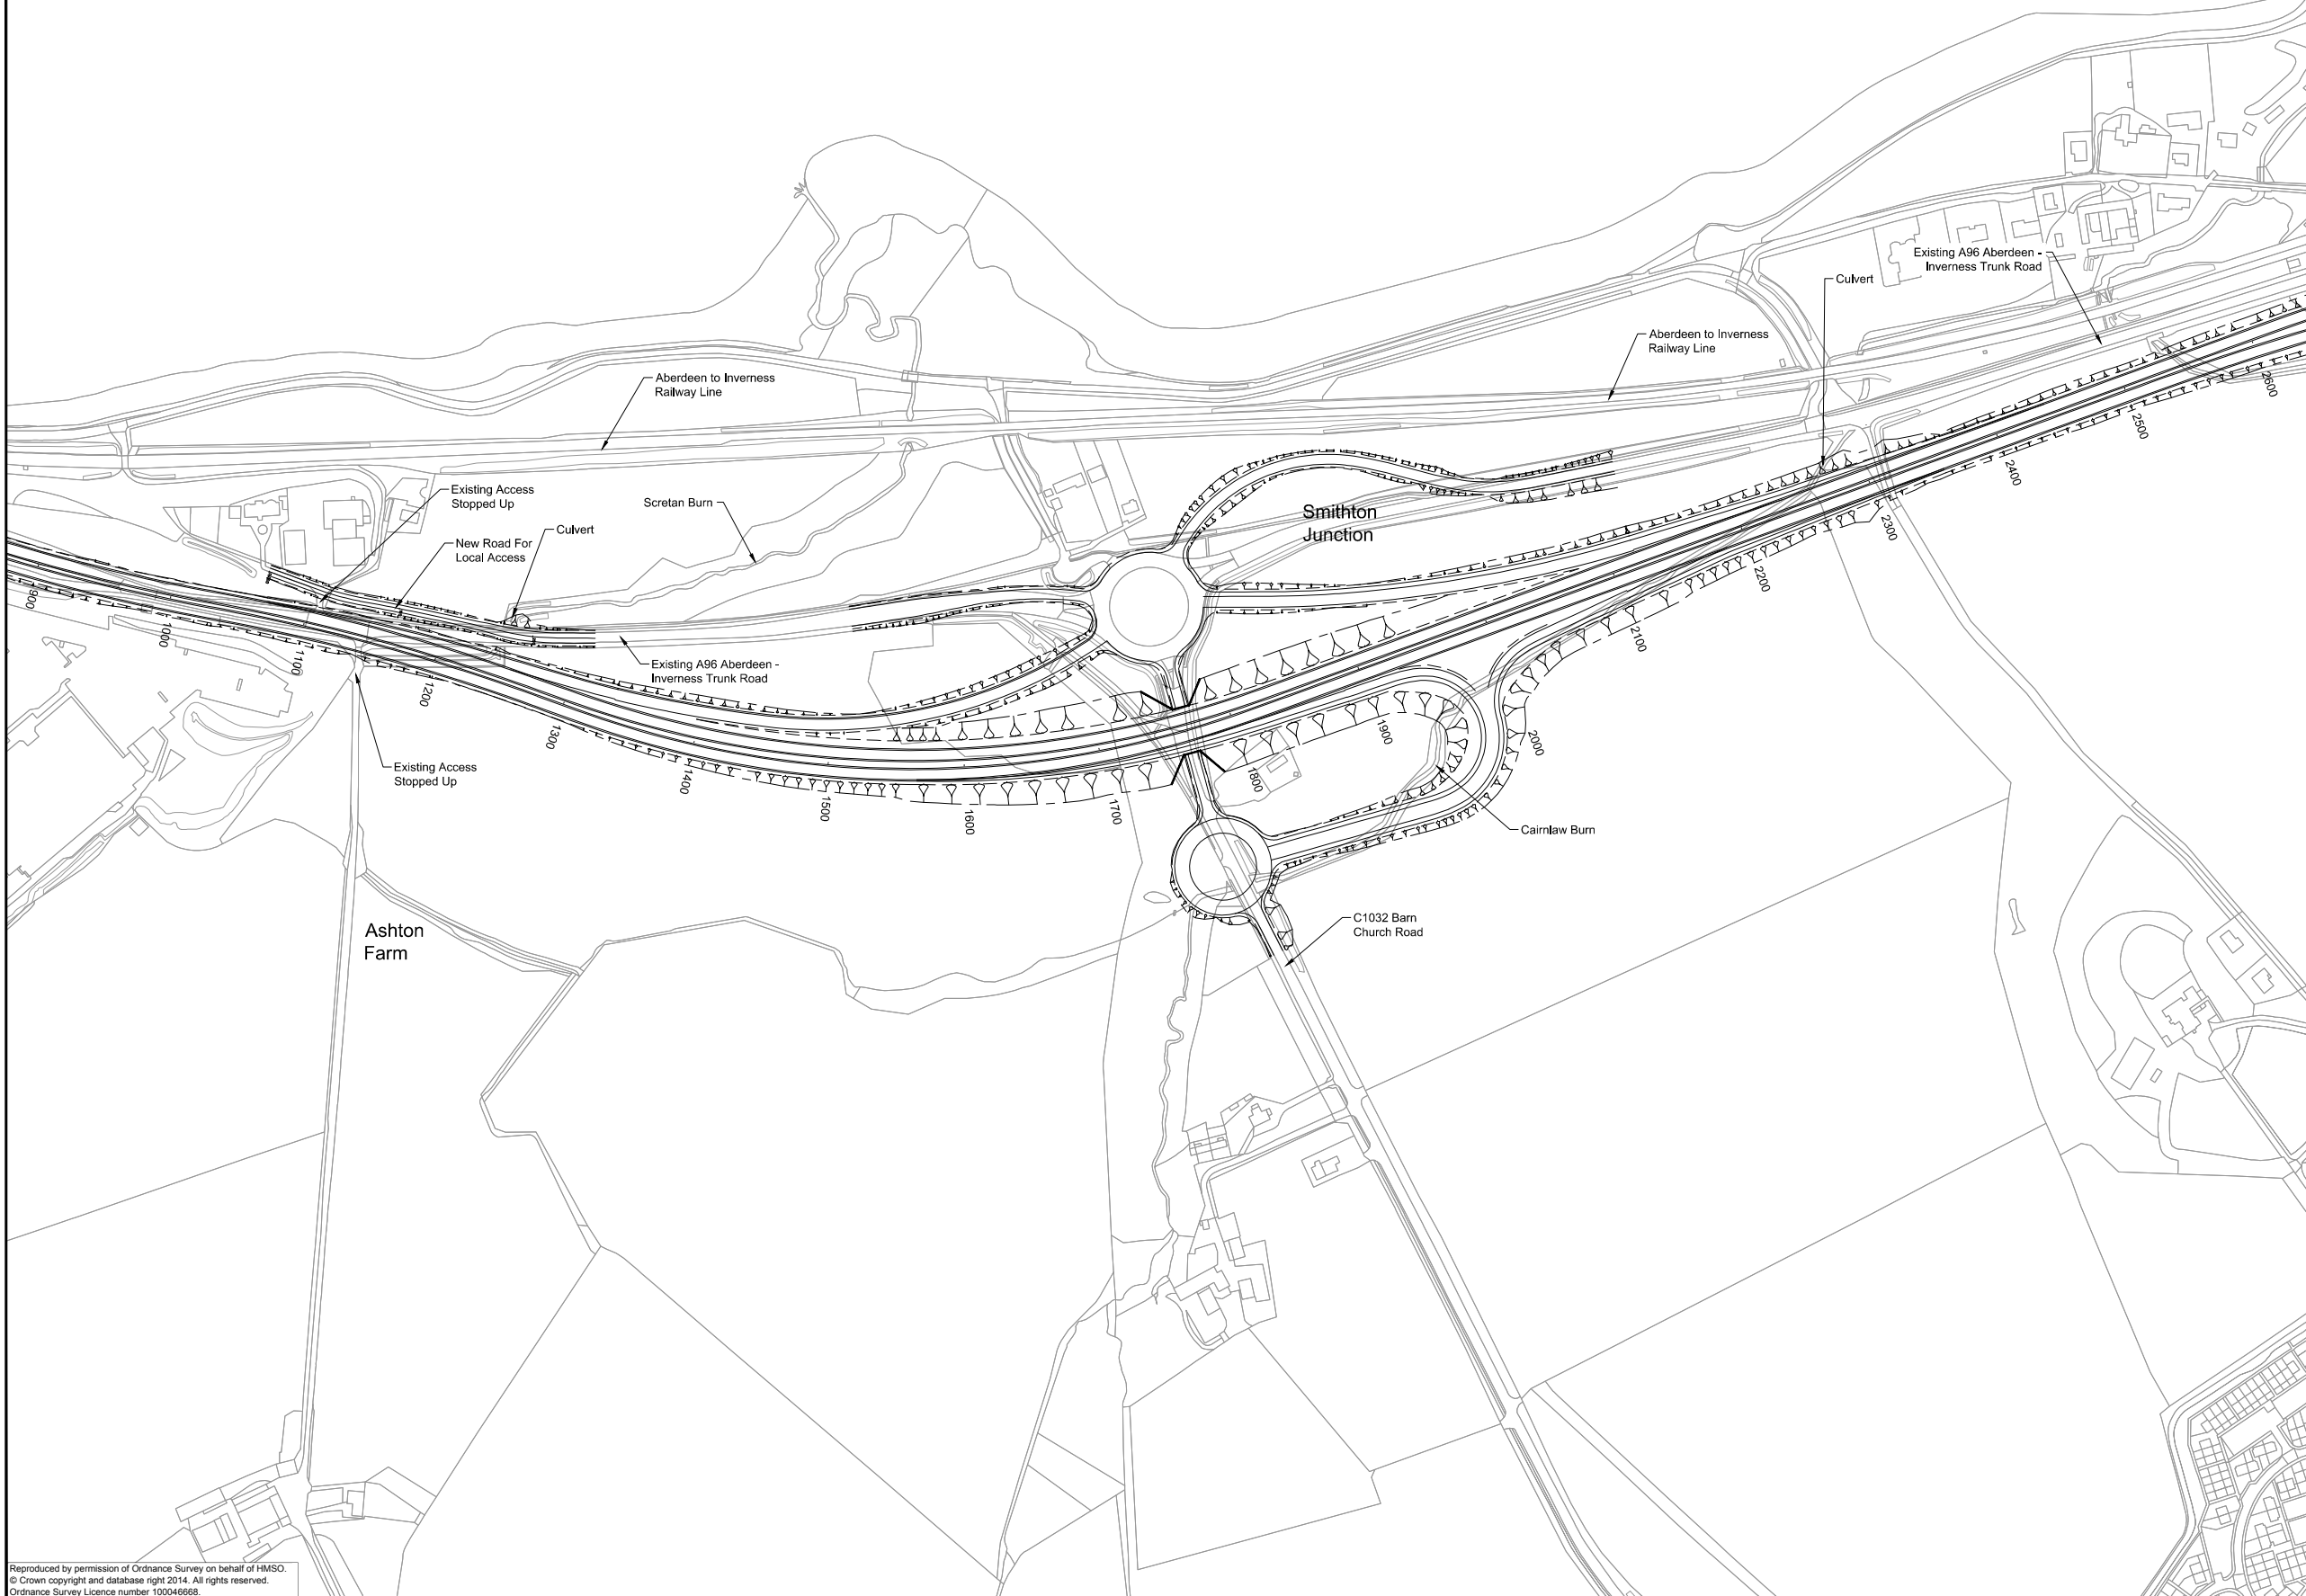 Existing A96 Aberdeen -
Inverness Trunk Road
Culvert
Aberdeen to Inverness
Railway Line
Aberdeen to Inverness
Railway Line
Existing Access
Stopped Up
Scretan Burn
Culvert
New Road For
Local Access
Smithton
Junction
Existing A96 Aberdeen -
Inverness Trunk Road
Existing Access
Stopped Up
900
1000
1100
1200
1300
1400
1500
1600
1700
1800
1900
2000
2100
2200
2300
2400
2500
2600
Cairnlaw Burn
C1032 Barn
Church Road
Ashton
Farm
Reproduced by permission of Ordnance Survey on behalf of HMSO.
© Crown copyright and database right 2014. All rights reserved.
Ordnance Survey Licence number 100046668.